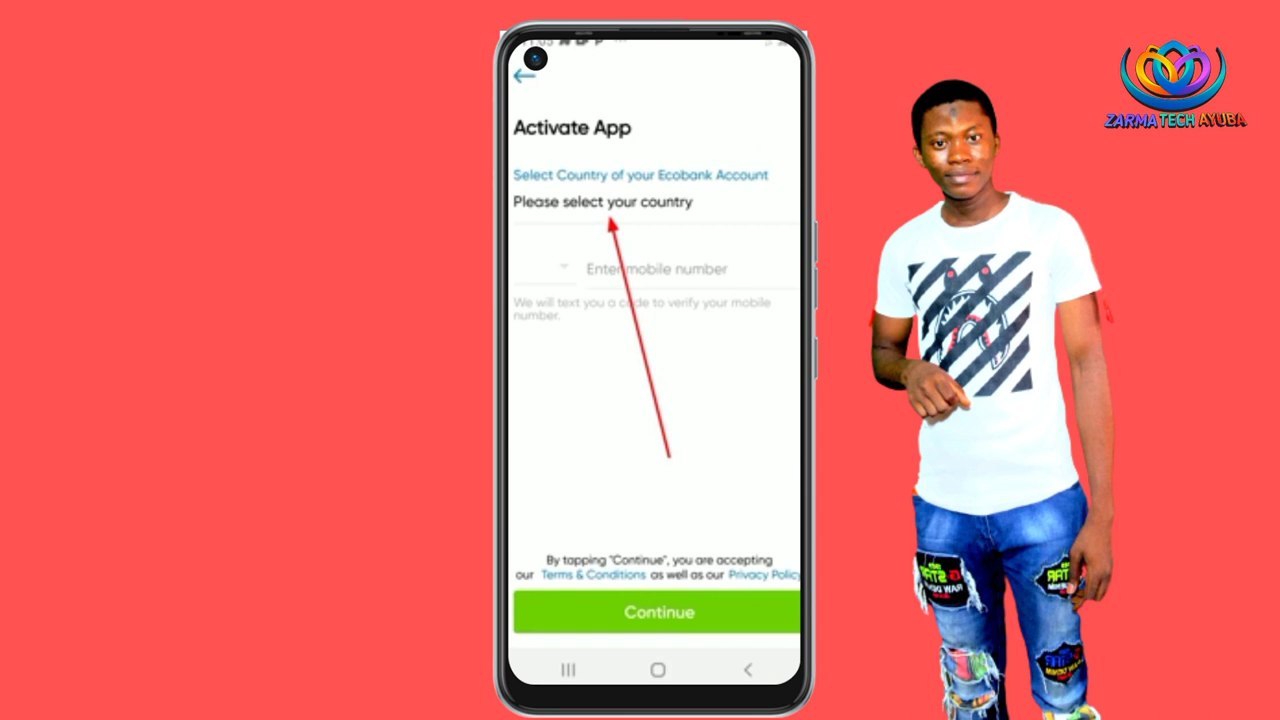 ZARMATECH AYUBA
Activate App
Select Country of your Ecobank Account
Please select your country
Enter mobile number
We will text you a code to verify your mobile
number.
By tapping "Continue", you are accepting
our Terms & Conditions as well as our Privacy Policy
Continue